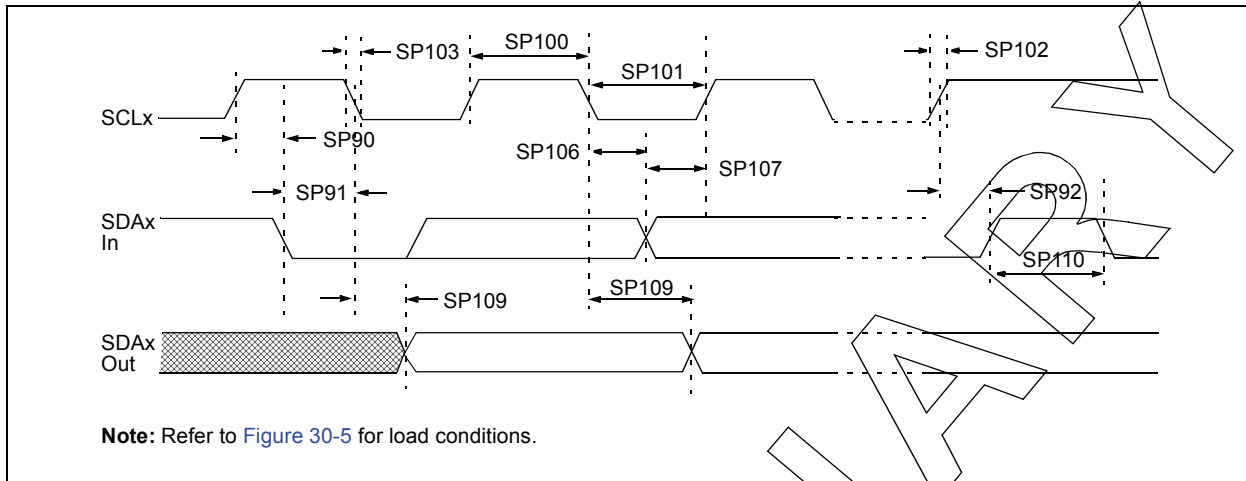 SP103
SP100
SP101
SP102
SCLx
SP90
SP106
SP107
SP91
SP92
SDAx
In
SP110
SP109
SP109
SDAx
Out
Note: Refer to Figure 30-5 for load conditions.
Y
R
A